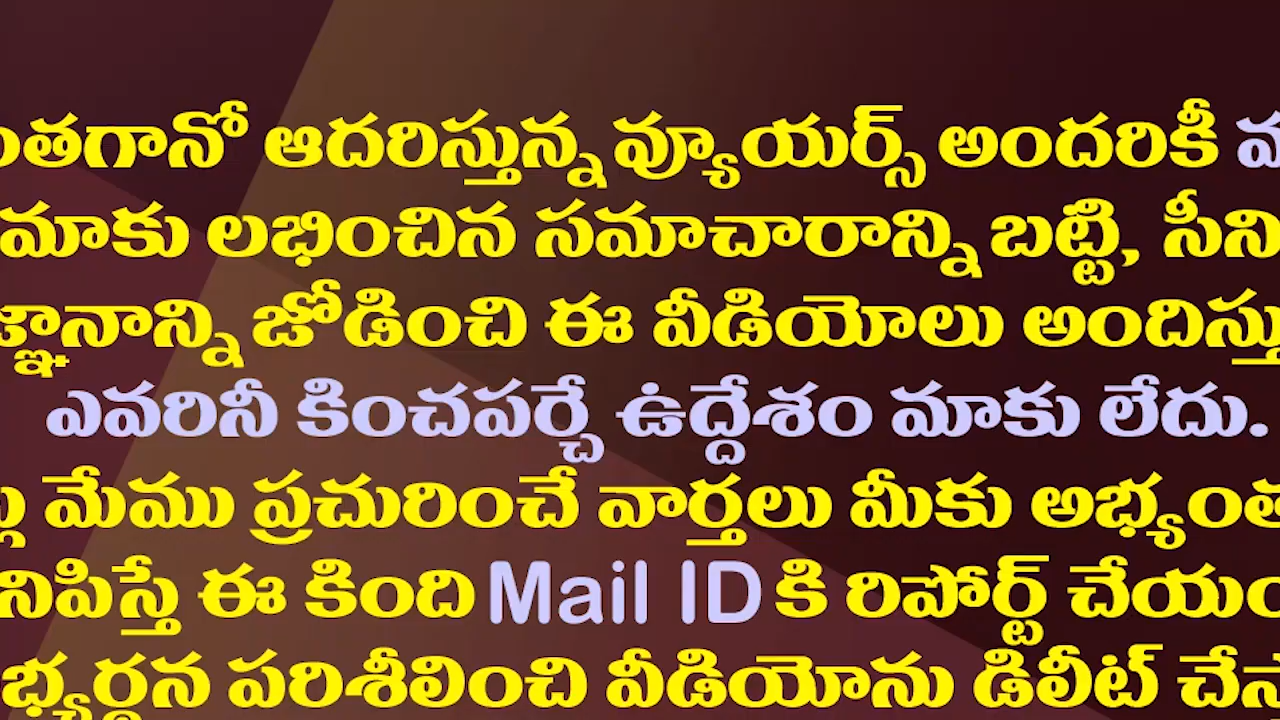 ంతగానో ఆదరిస్తున్న వ్యూయర్స్ అందరికీ
మాకు లభించిన సమాచారాన్ని బట్టి, సీని
జ్ఞానాన్ని జోడించి ఈ వీడియోలు అందిస్తు
ఎవరినీ కించపర్చే ఉద్దేశం మాకు లేదు.
మేము ప్రచురించే వార్తలు మీకు అభ్యంత
నిపిస్తే ఈ కింది Mail ID కి రిపోర్ట్ చేయం
భ్యర్థన పరిశీలించి వీడియోను డిలీట్ చేస